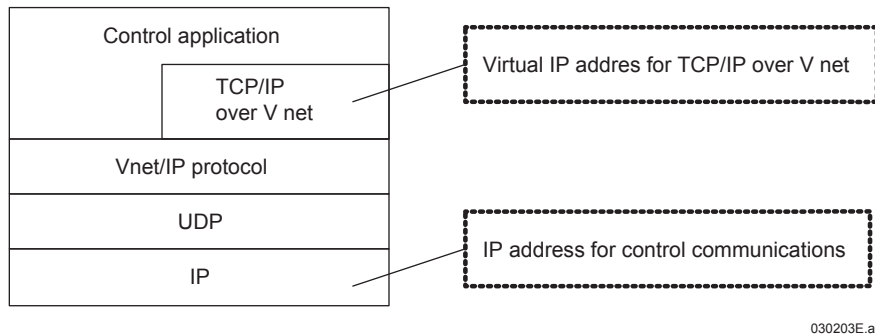 Control application
TCP/IP
over V net
Vnet/IP protocol
UDP
IP
Virtual IP addres for TCP/IP over V net
IP address for control communications
030203E.a